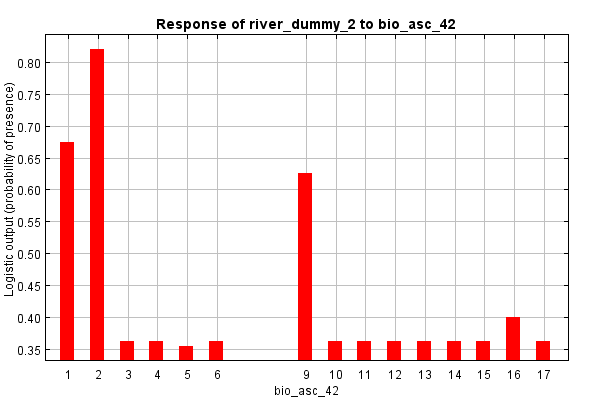 Response of river_dummy_2 to bio_asc_42
Logistic output (probability of presence)
0.80
0.75
0.70
0.65
0.60
0.55
0.50
0.45
0.40
0.35
1 2 3 4 5 6 9 10 11 12 13 14 15 16 17
bio_asc_42